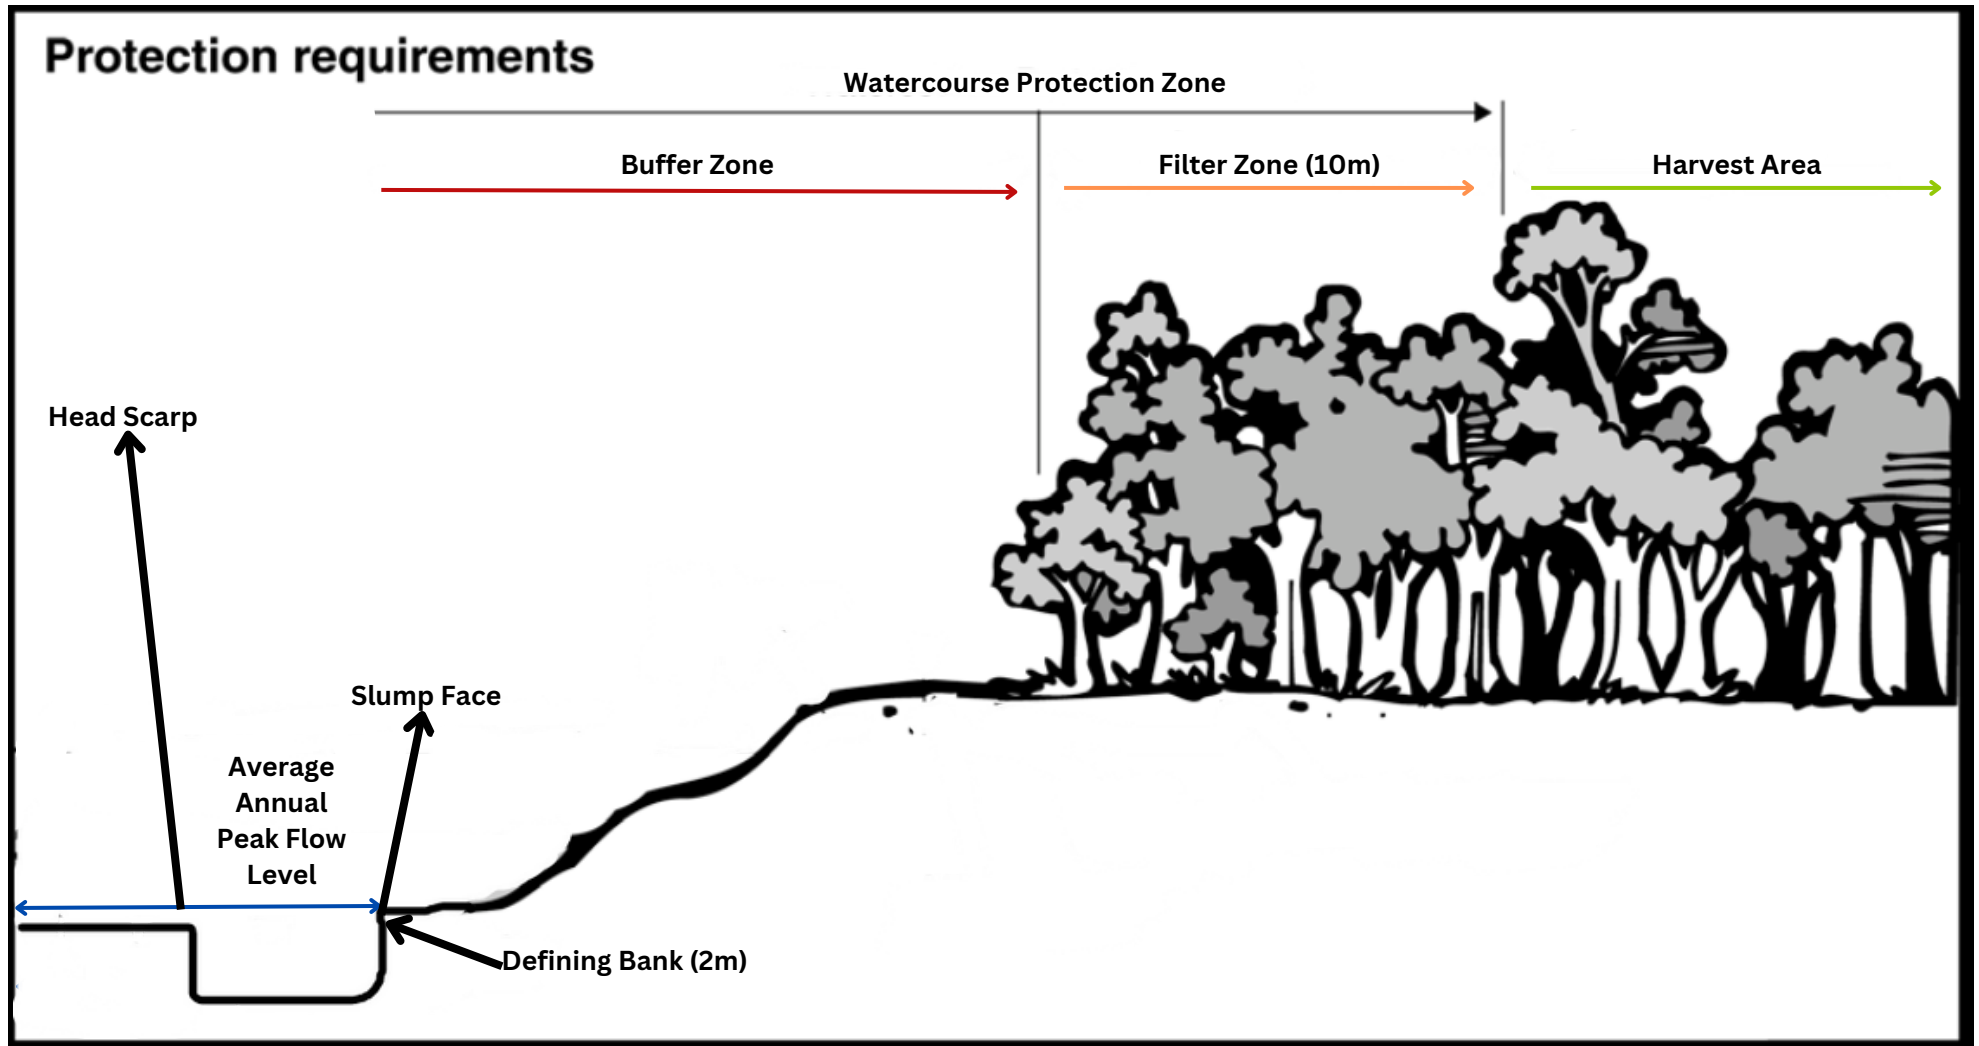 Protection requirements
Watercourse Protection Zone
Buffer Zone
Filter Zone (10m)
Harvest Area
Head Scarp
Slump Face
Average
Annual
Peak Flow
Level
Defining Bank (2m)